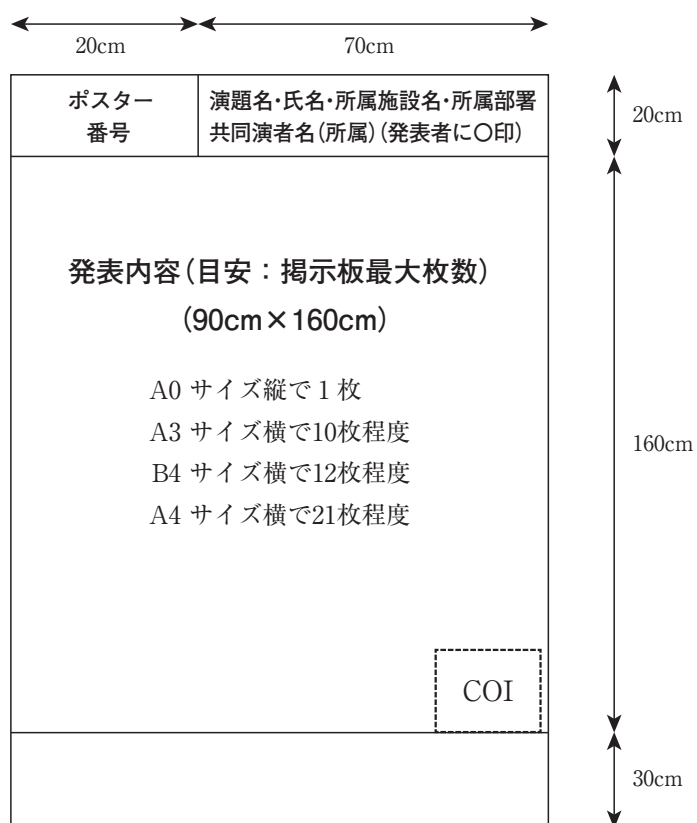 20cm
70cm
ポスター
番号
演題名・氏名・所属施設名・所属部署
共同演者名(所属)(発表者に〇印)
20cm
発表内容(目安：掲示板最大枚数)
(90cm×160cm)
A0 サイズ縦で1枚
A3 サイズ横で10枚程度
B4 サイズ横で12枚程度
A4 サイズ横で21枚程度
160cm
COI
30cm